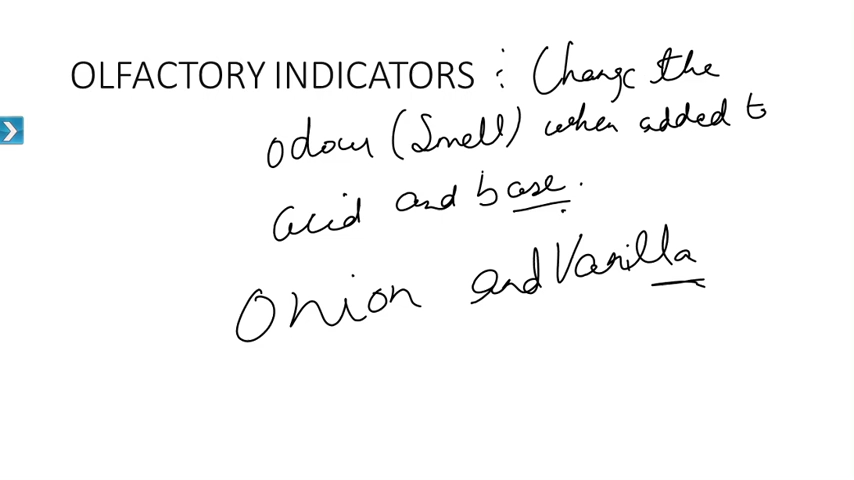 OLFACTORY INDICATORS : Change the
odour (Smell) when added to
acid and base.
Onion and Vanilla